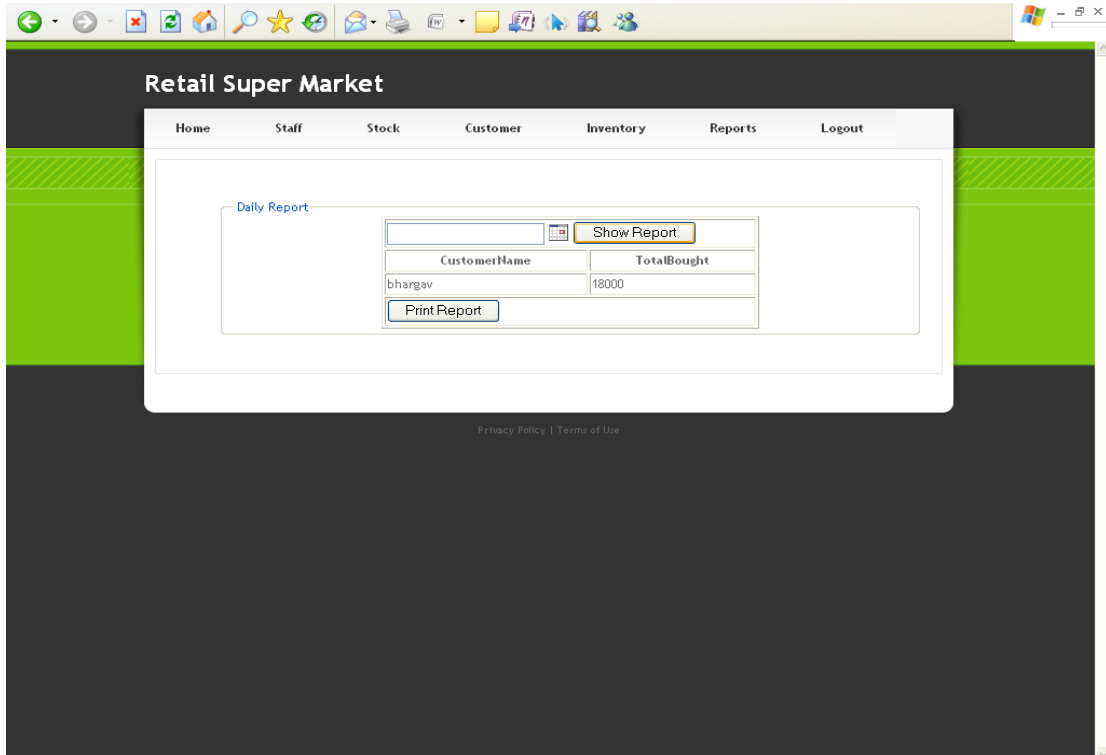 Retail Super Market
Home Staff Stock Customer Inventory Reports Logout
Daily Report
Show Report
CustomerName TotalBought
bhargav 18000
Print Report
Privacy Policy | Terms of Use